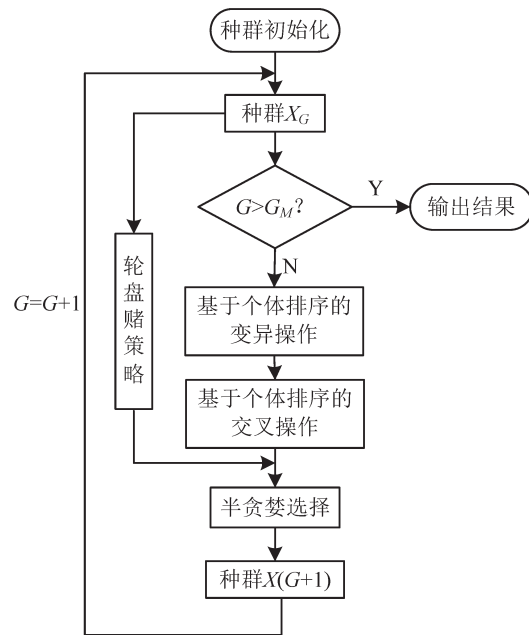 种群初始化
种群X_G
G>G_M？
Y
输出结果
N
轮盘赌策略
G=G+1
基于个体排序的
变异操作
基于个体排序的
交叉操作
半贪婪选择
种群X(G+1)